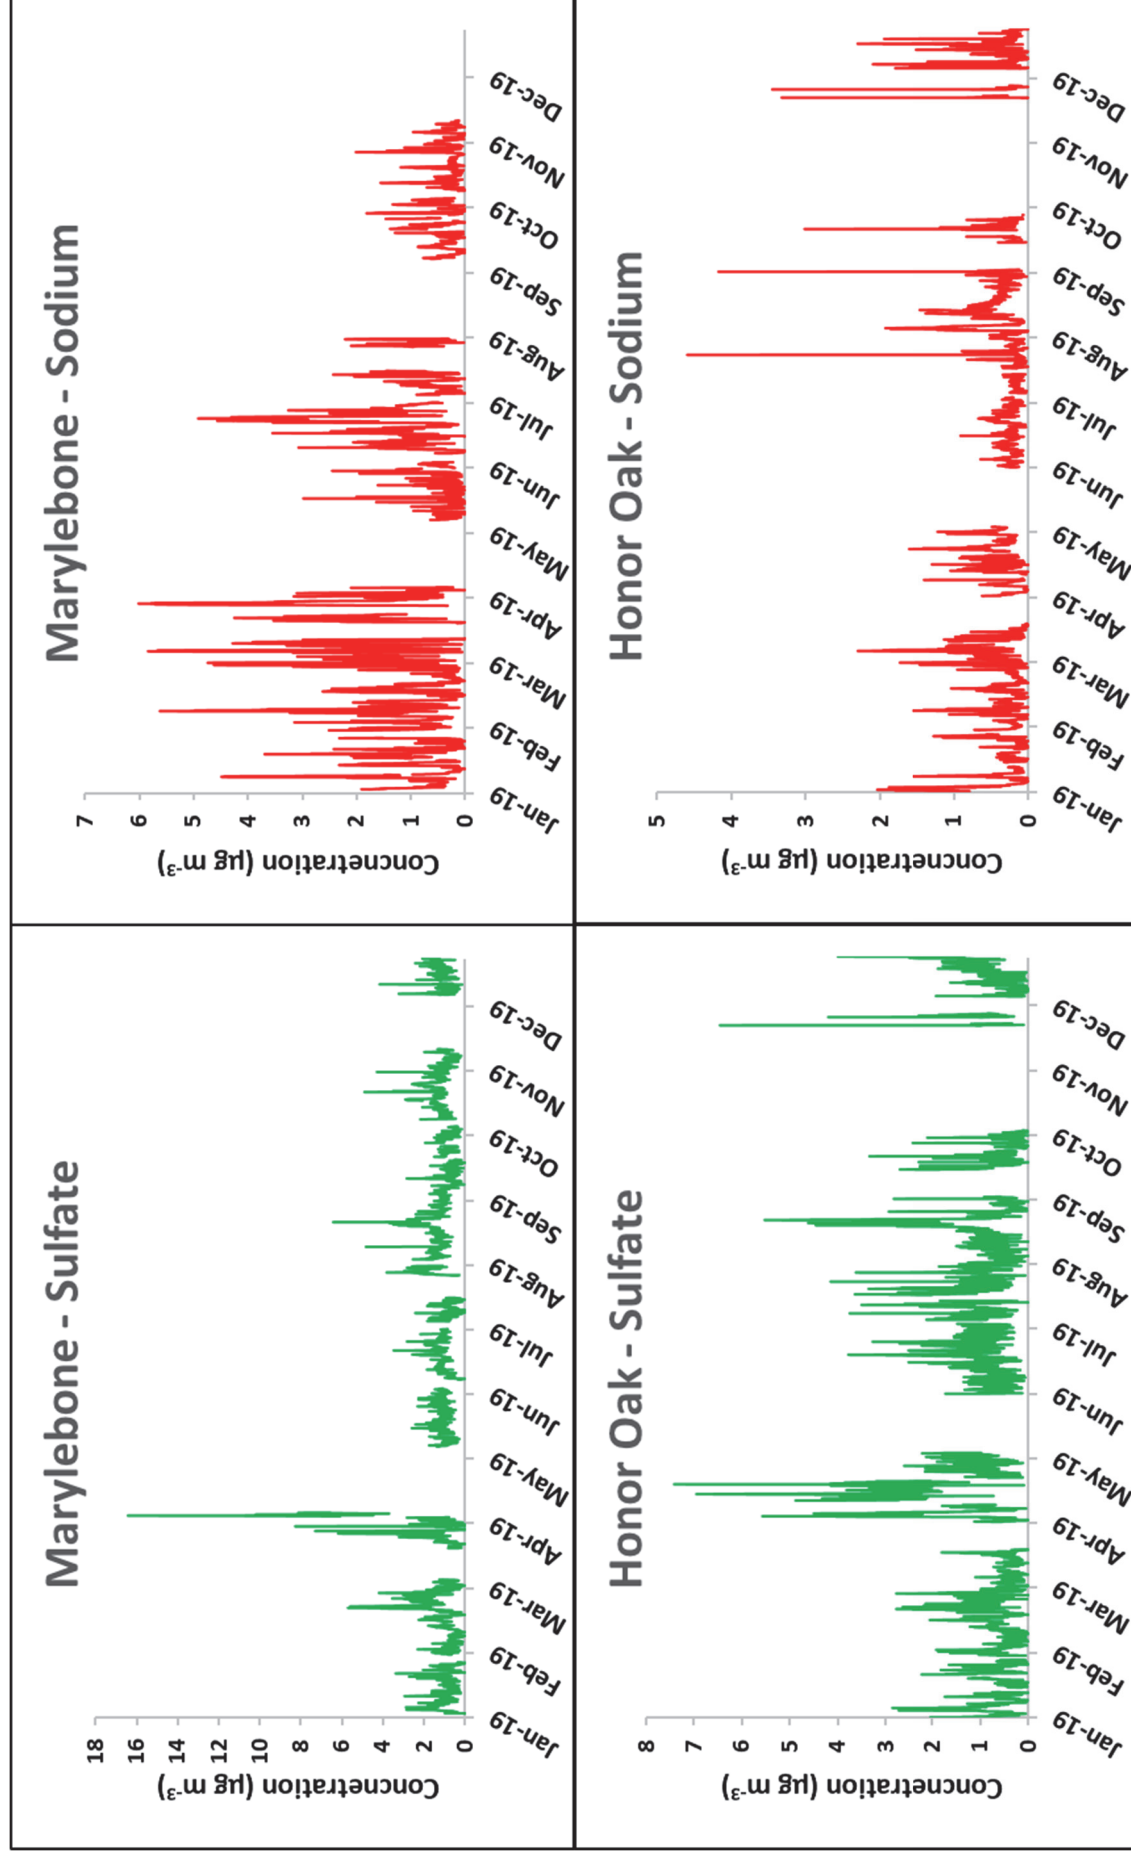 Marylebone - Sulfate
Concnetration (µg m⁻³)
18
16
14
12
10
8
6
4
2
0
Jan-19
Feb-19
Mar-19
Apr-19
May-19
Jun-19
Jul-19
Aug-19
Sep-19
Oct-19
Nov-19
Dec-19
Marylebone - Sodium
Concnetration (µg m⁻³)
7
6
5
4
3
2
1
0
Jan-19
Feb-19
Mar-19
Apr-19
May-19
Jun-19
Jul-19
Aug-19
Sep-19
Oct-19
Nov-19
Dec-19
Honor Oak - Sulfate
Concnetration (µg m⁻³)
8
7
6
5
4
3
2
1
0
Jan-19
Feb-19
Mar-19
Apr-19
May-19
Jun-19
Jul-19
Aug-19
Sep-19
Oct-19
Nov-19
Dec-19
Honor Oak - Sodium
Concnetration (µg m⁻³)
5
4
3
2
1
0
Jan-19
Feb-19
Mar-19
Apr-19
May-19
Jun-19
Jul-19
Aug-19
Sep-19
Oct-19
Nov-19
Dec-19